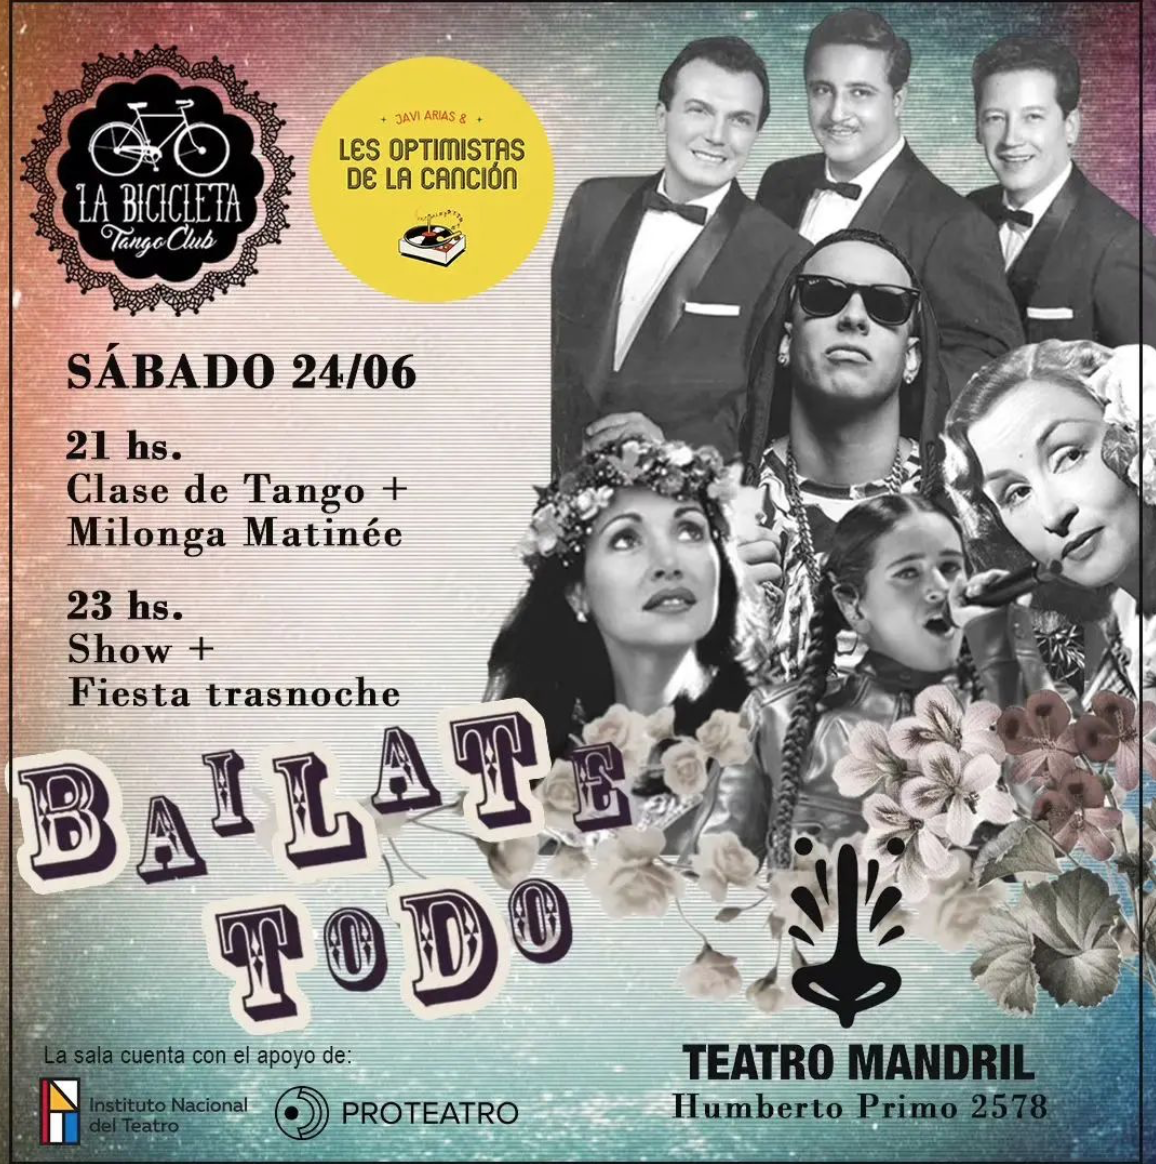 LA BICICLETA
Tango Club
JAVI ARIAS &
LES OPTIMISTAS
DE LA CANCIÓN
SÁBADO 24/06
21 hs.
Clase de Tango +
Milonga Matinée
23 hs.
Show +
Fiesta trasnoche
BAILATE
TODO
La sala cuenta con el apoyo de:
Instituto Nacional
del Teatro
PROTEATRO
TEATRO MANDRIL
Humberto Primo 2578